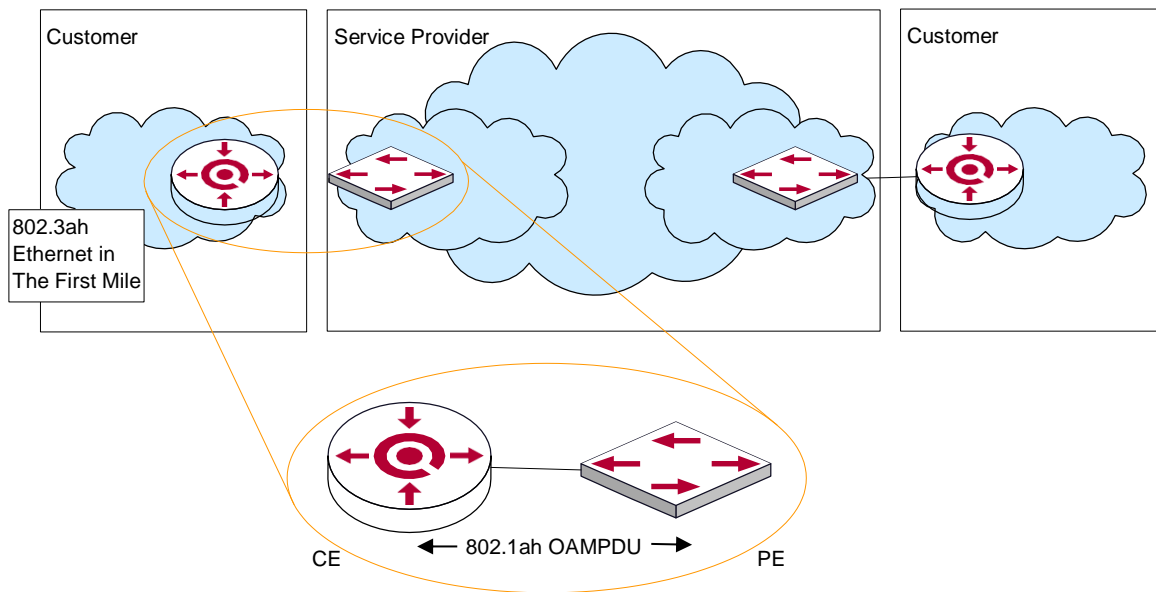 Customer
Service Provider
Customer
802.3ah
Ethernet in
The First Mile
802.1ah OAMPDU
CE
PE